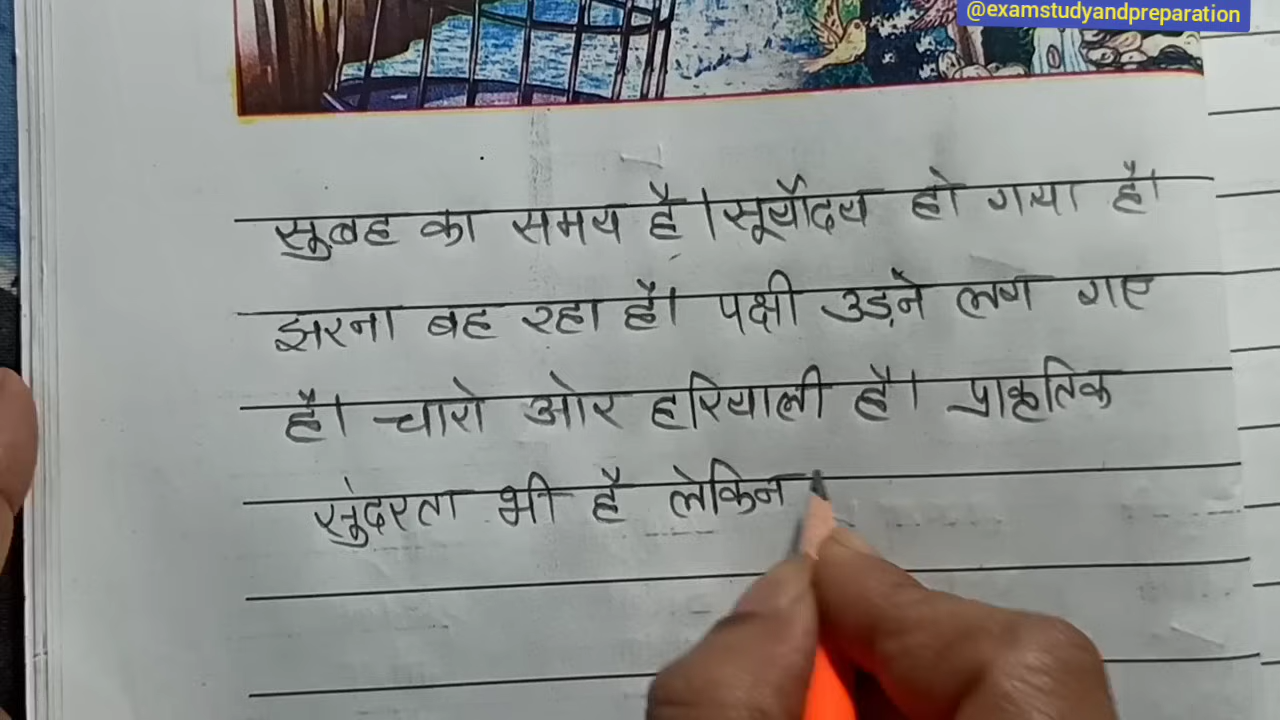 @examstudyandpreparation
सुबह का समय है। सूर्योदय हो गया है।
झरना बह रहा है। पक्षी उड़ने लग गए
है। चारो ओर हरियाली है। प्राकृतिक
सुंदरता भी है लेकिन